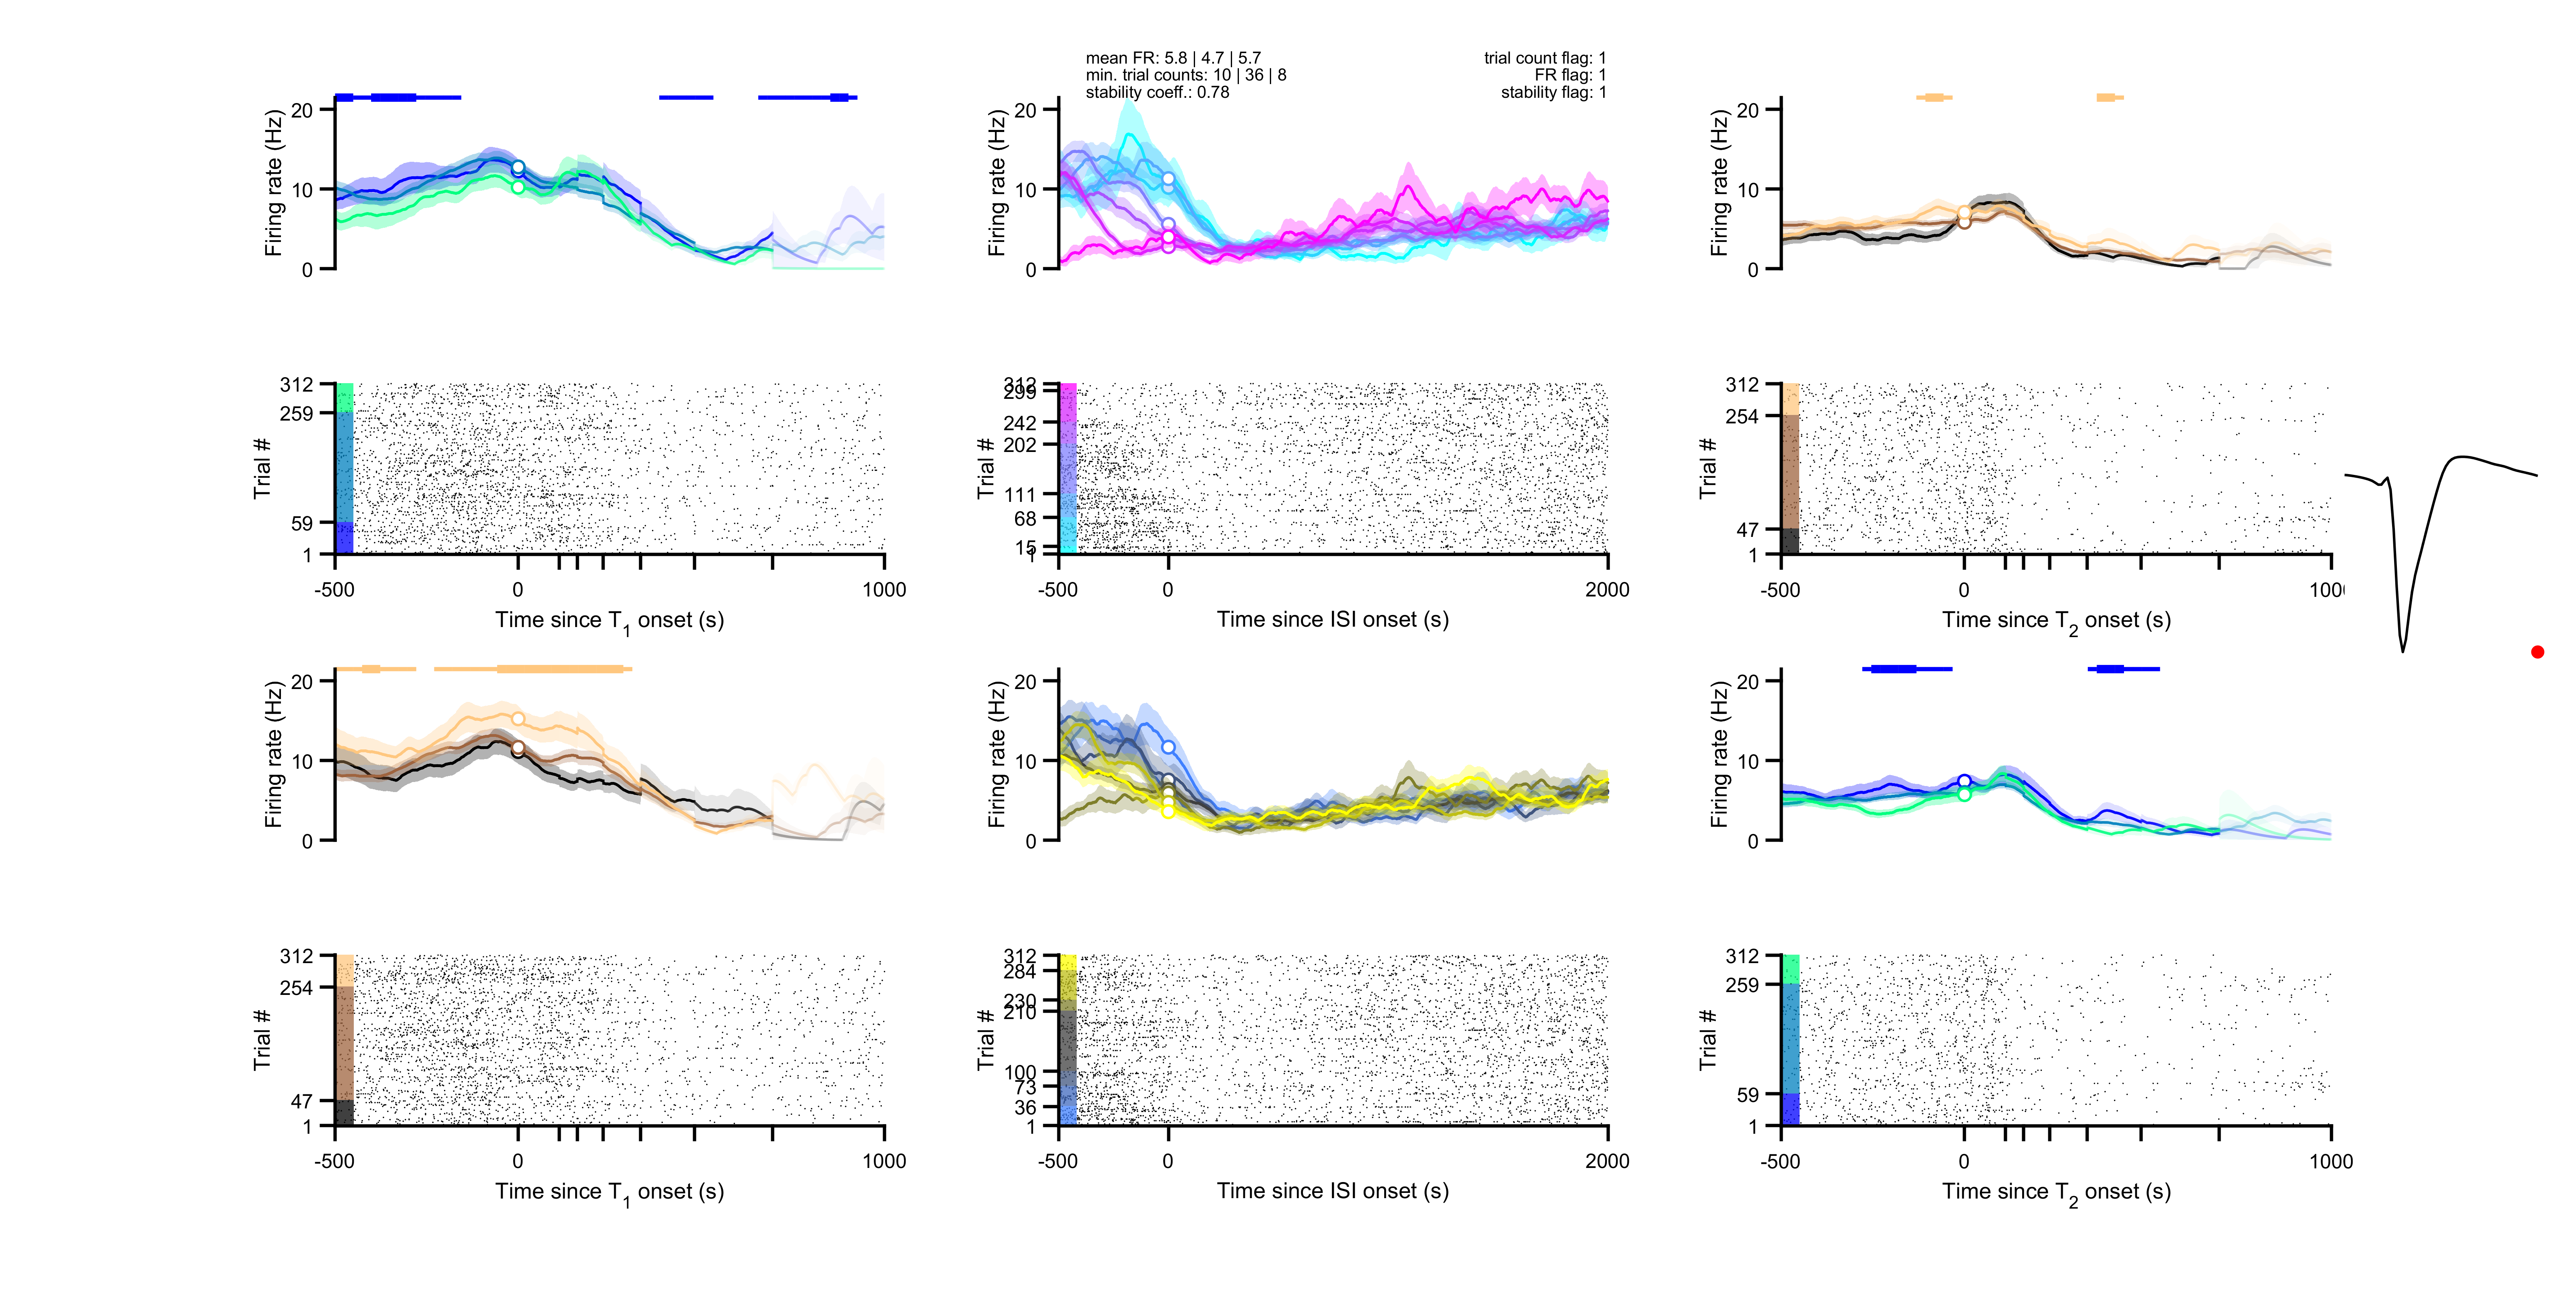 mean FR: 5.8 | 4.7 | 5.7
min. trial counts: 10 | 36 | 8
stability coeff.: 0.78
trial count flag: 1
FR flag: 1
stability flag: 1
Firing rate (Hz)
20
10
0
Firing rate (Hz)
20
10
0
Firing rate (Hz)
20
10
0
Trial #
312
259
59
1
-500
0
1000
Time since T1 onset (s)
Trial #
312
299
242
202
111
68
15
1
-500
0
2000
Time since ISI onset (s)
Trial #
312
254
47
1
-500
0
Time since T2 onset (s)
Firing rate (Hz)
20
10
0
Firing rate (Hz)
20
10
0
Firing rate (Hz)
20
10
0
Trial #
312
254
47
1
-500
0
1000
Time since T1 onset (s)
Trial #
312
284
230
210
100
73
36
1
-500
0
2000
Time since ISI onset (s)
Trial #
312
259
59
1
-500
0
1000
Time since T2 onset (s)